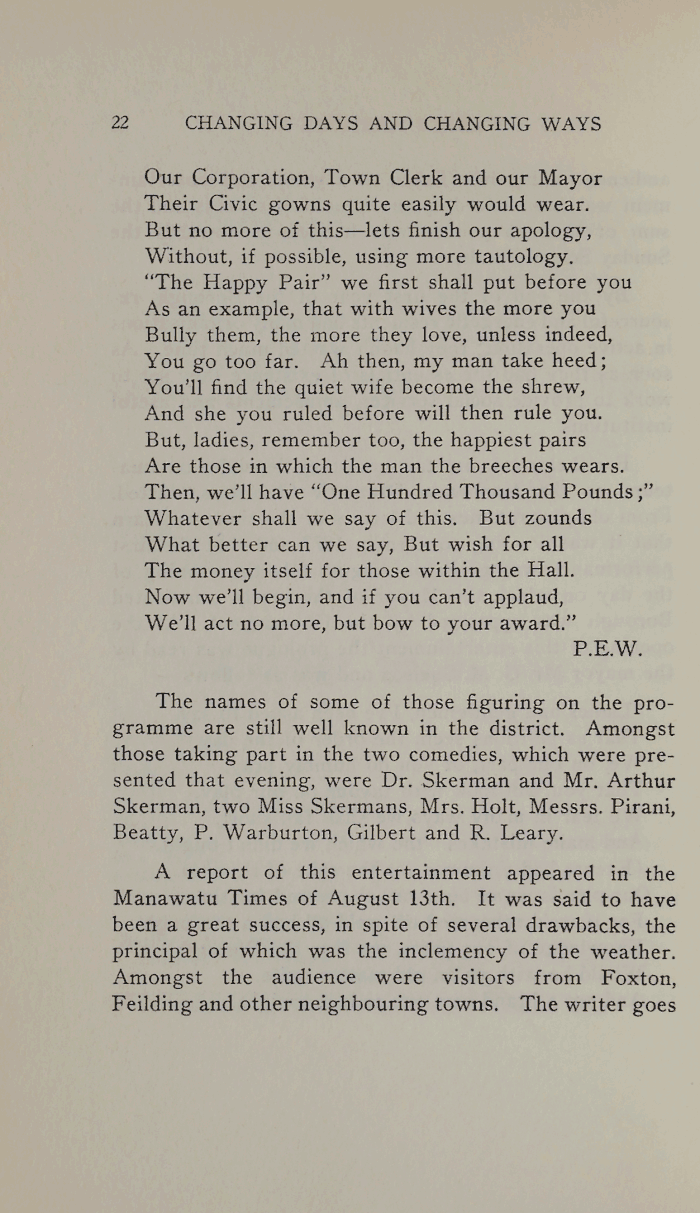 22 CHANGING DAYS AND CHANGING WAYS
Our Corporation, Town Clerk and our Mayor
Their Civic gowns quite easily would wear.
But no more of this—lets finish our apology,
Without, if possible, using more tautology.
“The Happy Pair” we first shall put before you
As an example, that with wives the more you
Bully them, the more they love, unless indeed,
You go too far. Ah then, my man take heed;
You’ll find the quiet wife become the shrew,
And she you ruled before will then rule you.
But, ladies, remember too, the happiest pairs
Are those in which the man the breeches wears.
Then, we’ll have “One Hundred Thousand Pounds;”
Whatever shall we say of this. But zounds
What better can we say, But wish for all
The money itself for those within the Hall.
Now we’ll begin, and if you can’t applaud,
We’ll act no more, but bow to your award.”
P.E.W.
The names of some of those figuring on the pro-
gramme are still well known in the district. Amongst
those taking part in the two comedies, which were pre-
sented that evening, were Dr. Skerman and Mr. Arthur
Skerman, two Miss Skermans, Mrs. Holt, Messrs. Pirani,
Beatty, P. Warburton, Gilbert and R. Leary.
A report of this entertainment appeared in the
Manawatu Times of August 13th. It was said to have
been a great success, in spite of several drawbacks, the
principal of which was the inclemency of the weather.
Amongst the audience were visitors from Foxton,
Feilding and other neighbouring towns. The writer goes